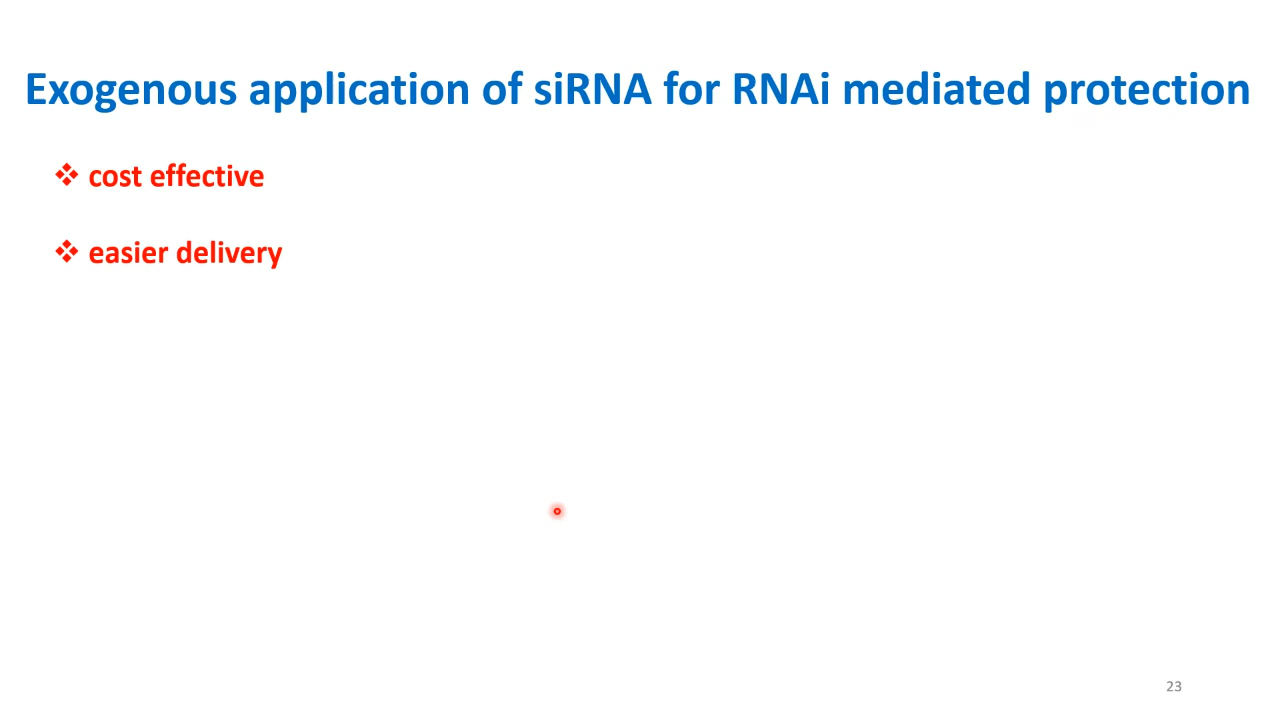 Exogenous application of siRNA for RNAi mediated protection
❖ cost effective
❖ easier delivery
23